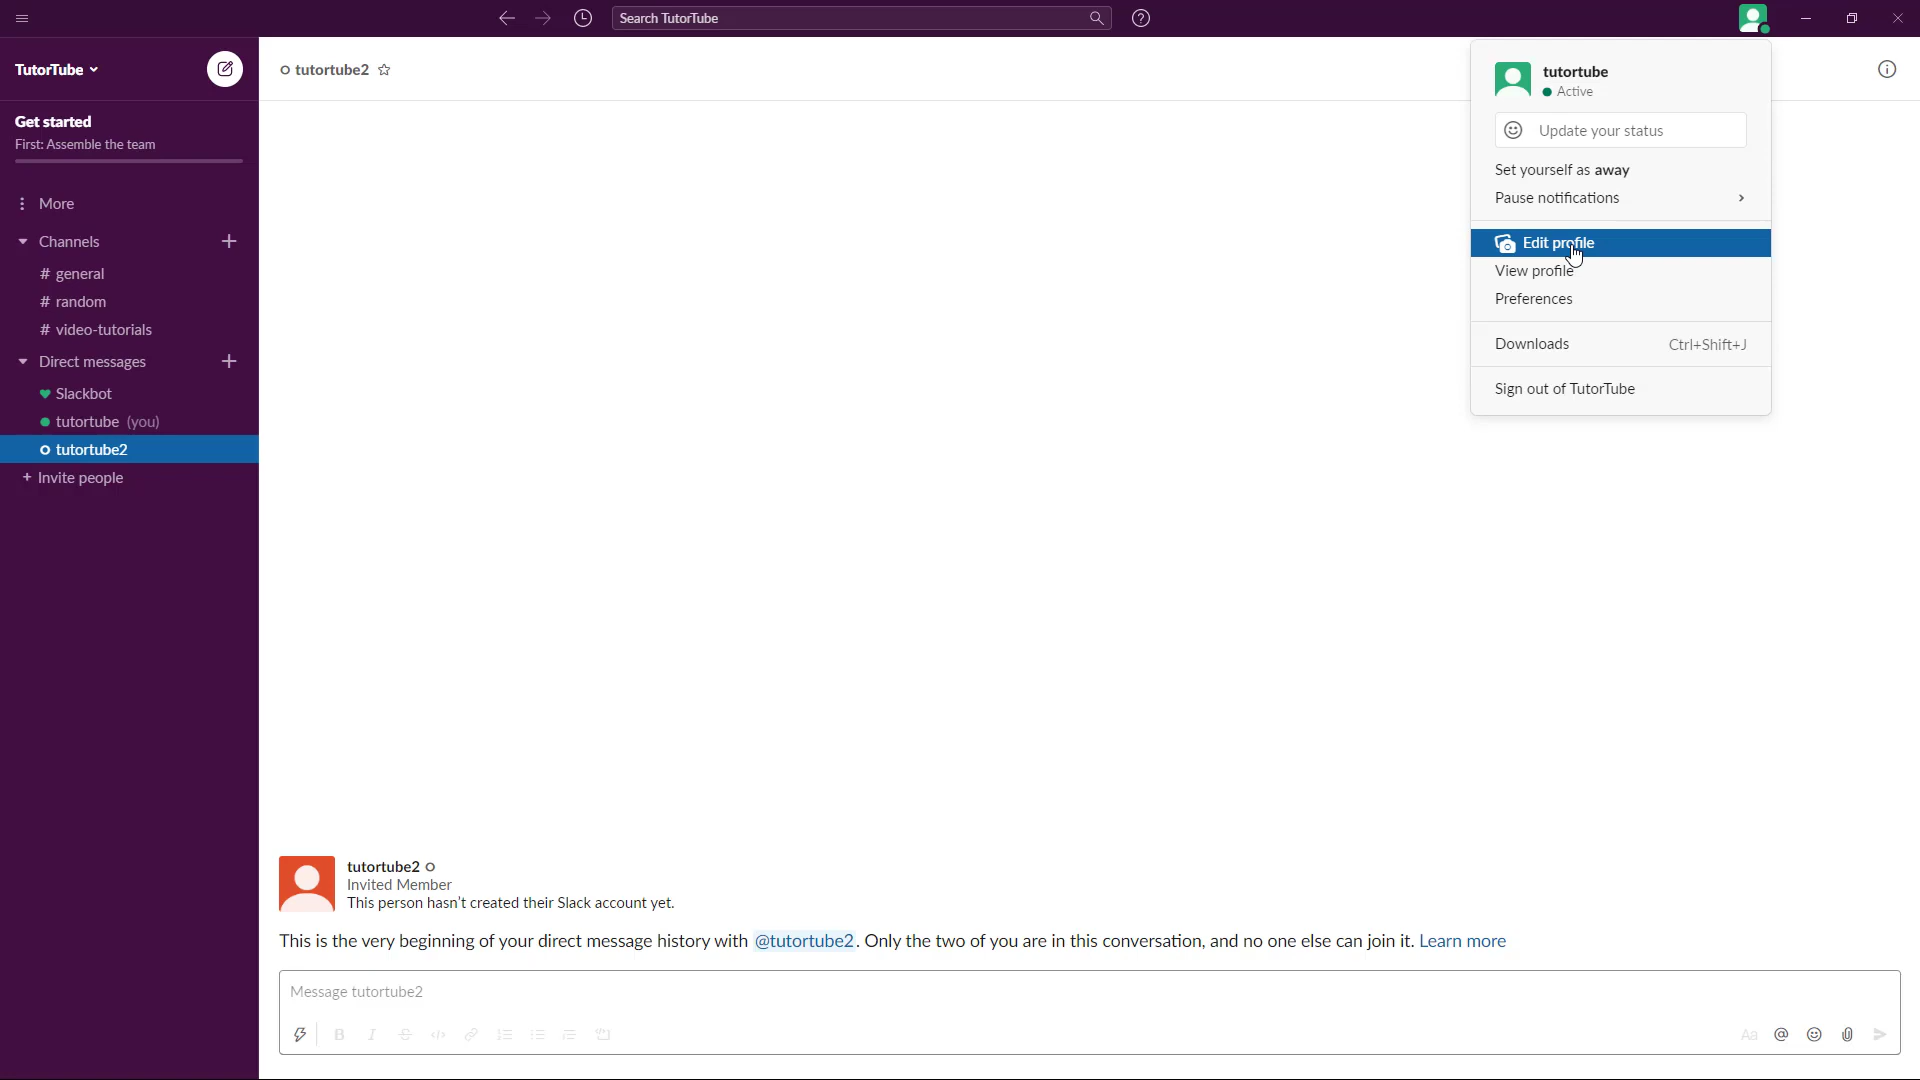 Search TutorTube
TutorTube
tutortube2
Get started
First: Assemble the team
More
Channels
# general
# random
# video-tutorials
Direct messages
Slackbot
tutortube (you)
tutortube2
+ Invite people
tutortube
Active
Update your status
Set yourself as away
Pause notifications
Edit profile
View profile
Preferences
Downloads Ctrl+Shift+J
Sign out of TutorTube
tutortube2
Invited Member
This person hasn't created their Slack account yet.
This is the very beginning of your direct message history with @tutortube2. Only the two of you are in this conversation, and no one else can join it. Learn more
Message tutortube2
B I S </> Aa @